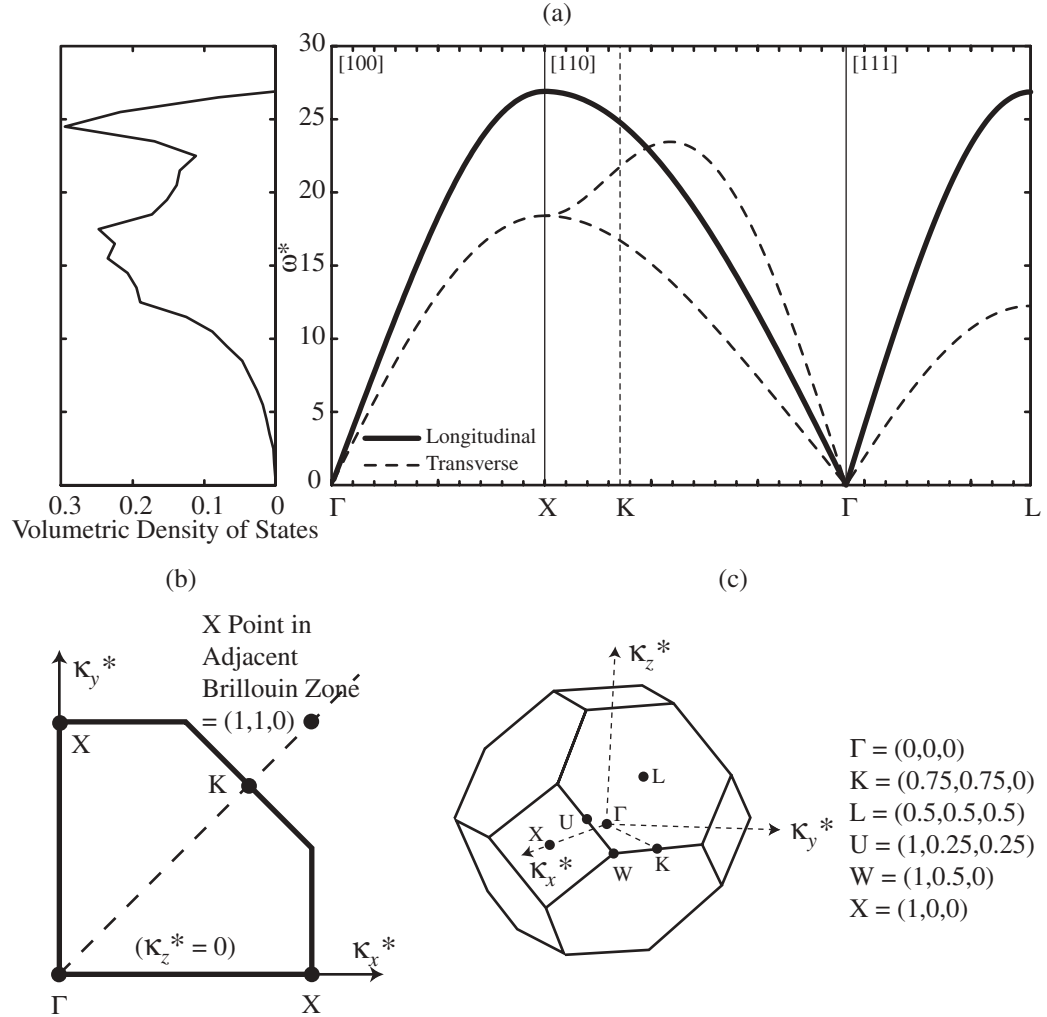 (a)
30
25
20
15
10
5
0
ω*
[100]
[110]
[111]
Longitudinal
Transverse
0.3 0.2 0.1 0
Γ X K Γ L
Volumetric Density of States
(b)
X Point in
Adjacent
Brillouin Zone
= (1,1,0)
κy*
X
K
(κz* = 0)
κx*
Γ X
(c)
κz*
L
U
Γ
X
κy*
κx*
W
K
Γ = (0,0,0)
K = (0.75,0.75,0)
L = (0.5,0.5,0.5)
U = (1,0.25,0.25)
W = (1,0.5,0)
X = (1,0,0)